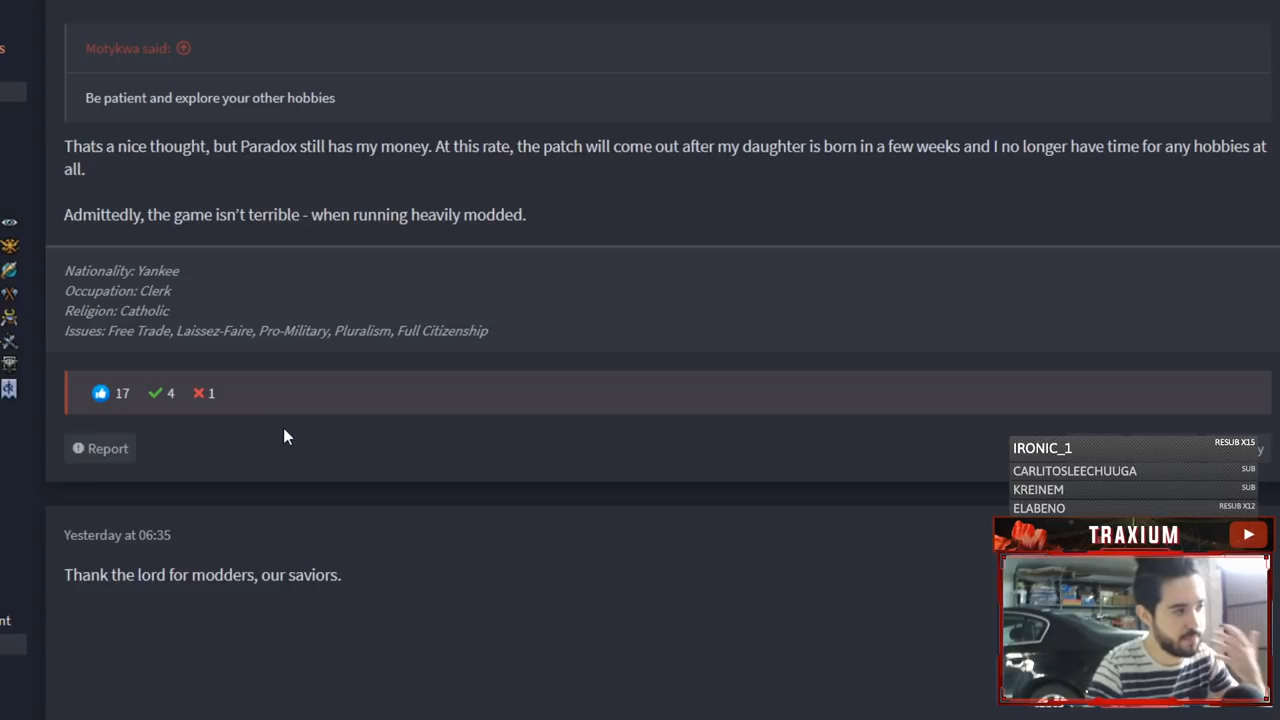 Motykwa said:
Be patient and explore your other hobbies
Thats a nice thought, but Paradox still has my money. At this rate, the patch will come out after my daughter is born in a few weeks and I no longer have time for any hobbies at
all.
Admittedly, the game isn’t terrible - when running heavily modded.
Nationality: Yankee
Occupation: Clerk
Religion: Catholic
Issues: Free Trade, Laissez-Faire, Pro-Military, Pluralism, Full Citizenship
17 4 1
Report
Yesterday at 06:35
Thank the lord for modders, our saviors.
IRONIC_1 RESUB X15
CARLITOSLEECHUUGA SUB
KREINEM SUB
ELABENO RESUB X12
TRAXIUM